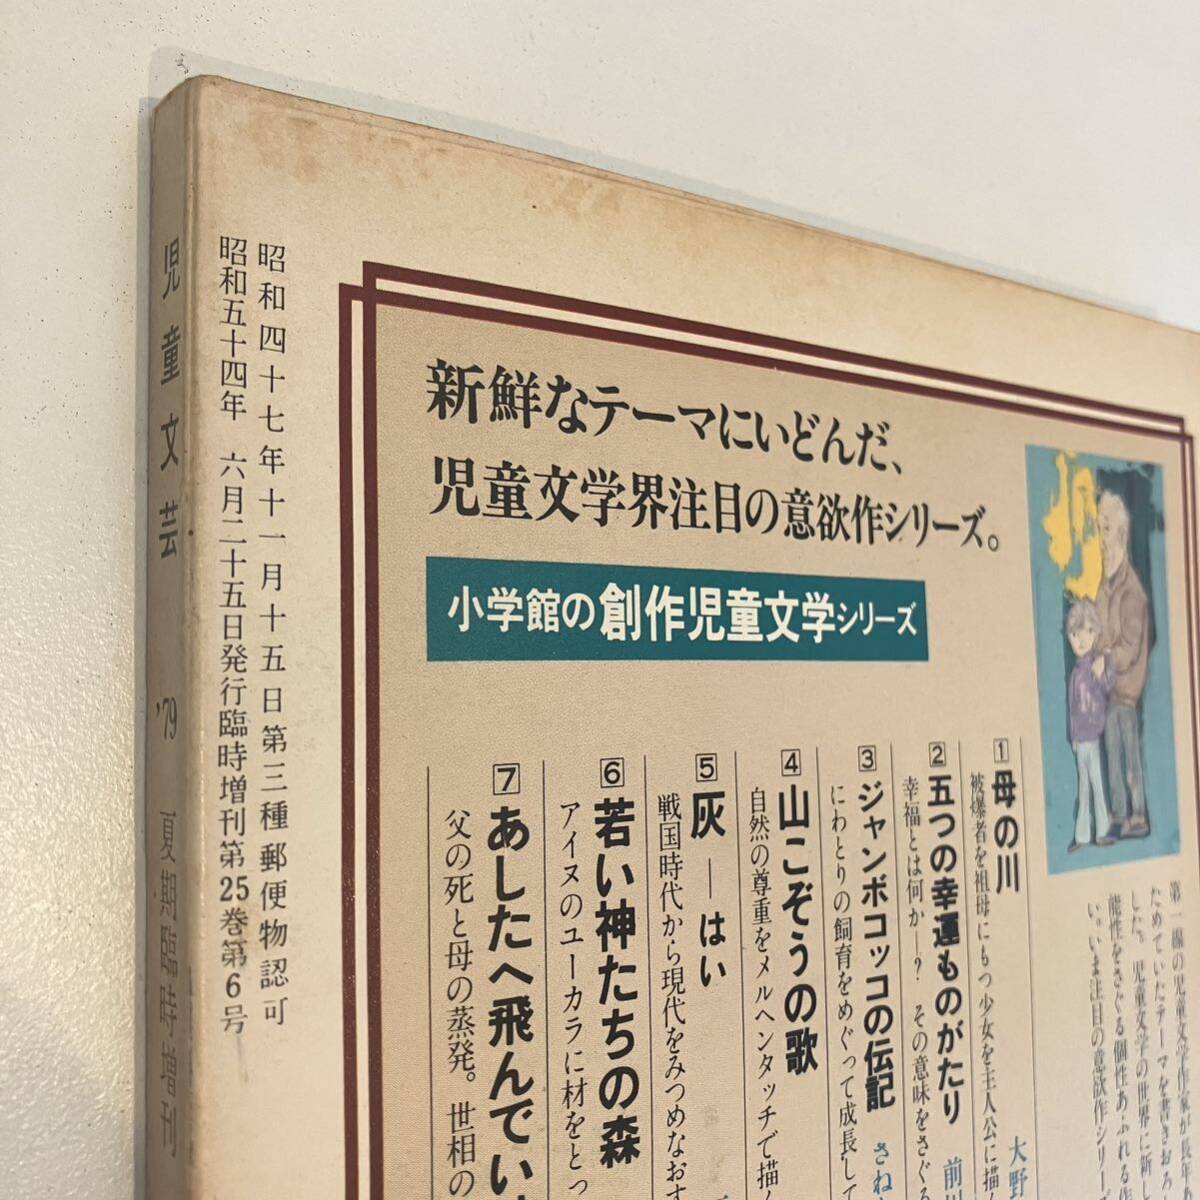 児童文芸 '79 夏期臨時増刊
昭和四十七年十一月十五日第三種郵便物認可
昭和五十四年 六月二十五日発行臨時増刊第25巻第6号
新鮮なテーマにいどんだ、
児童文学界注目の意欲作シリーズ。
小学館の創作児童文学シリーズ
第一線の児童文学作家が長年
ためていたテーマを書きおろし
した。児童文学の世界に新し
能性をさぐる個性あふれる作
い。いま注目の意欲作シリーズ
1 母の川
被爆者を祖母にもつ少女を主人公に描
大野
2 五つの幸運ものがたり
幸福とは何か―? その意味をさぐる
前川
3 ジャンボコッコの伝記
にわとりの飼育をめぐって成長して
さね
4 山こぞうの歌
自然の尊重をメルヘンタッチで描く
5 灰―はい
戦国時代から現代をみつめなおす
6 若い神たちの森
アイヌのユーカラに材をとっ
7 あしたへ飛んでい
父の死と母の蒸発。世相の